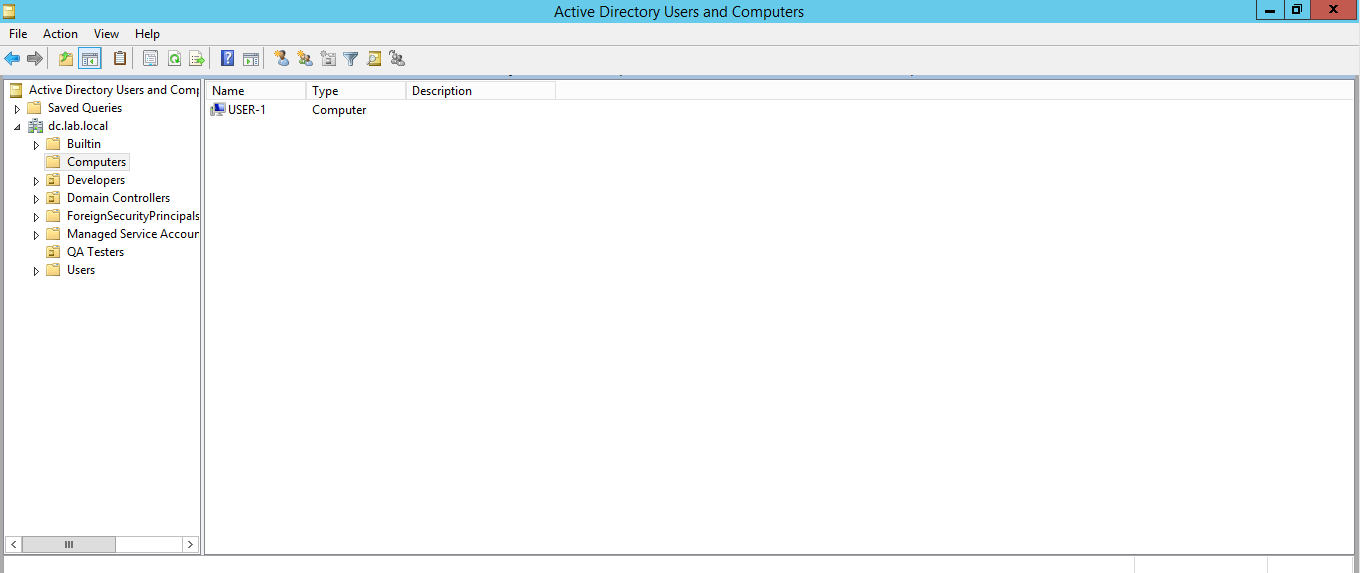 Active Directory Users and Computers
File Action View Help
Active Directory Users and Comp
Saved Queries
dc.lab.local
Builtin
Computers
Developers
Domain Controllers
ForeignSecurityPrincipals
Managed Service Accour
QA Testers
Users
Name Type Description
USER-1 Computer